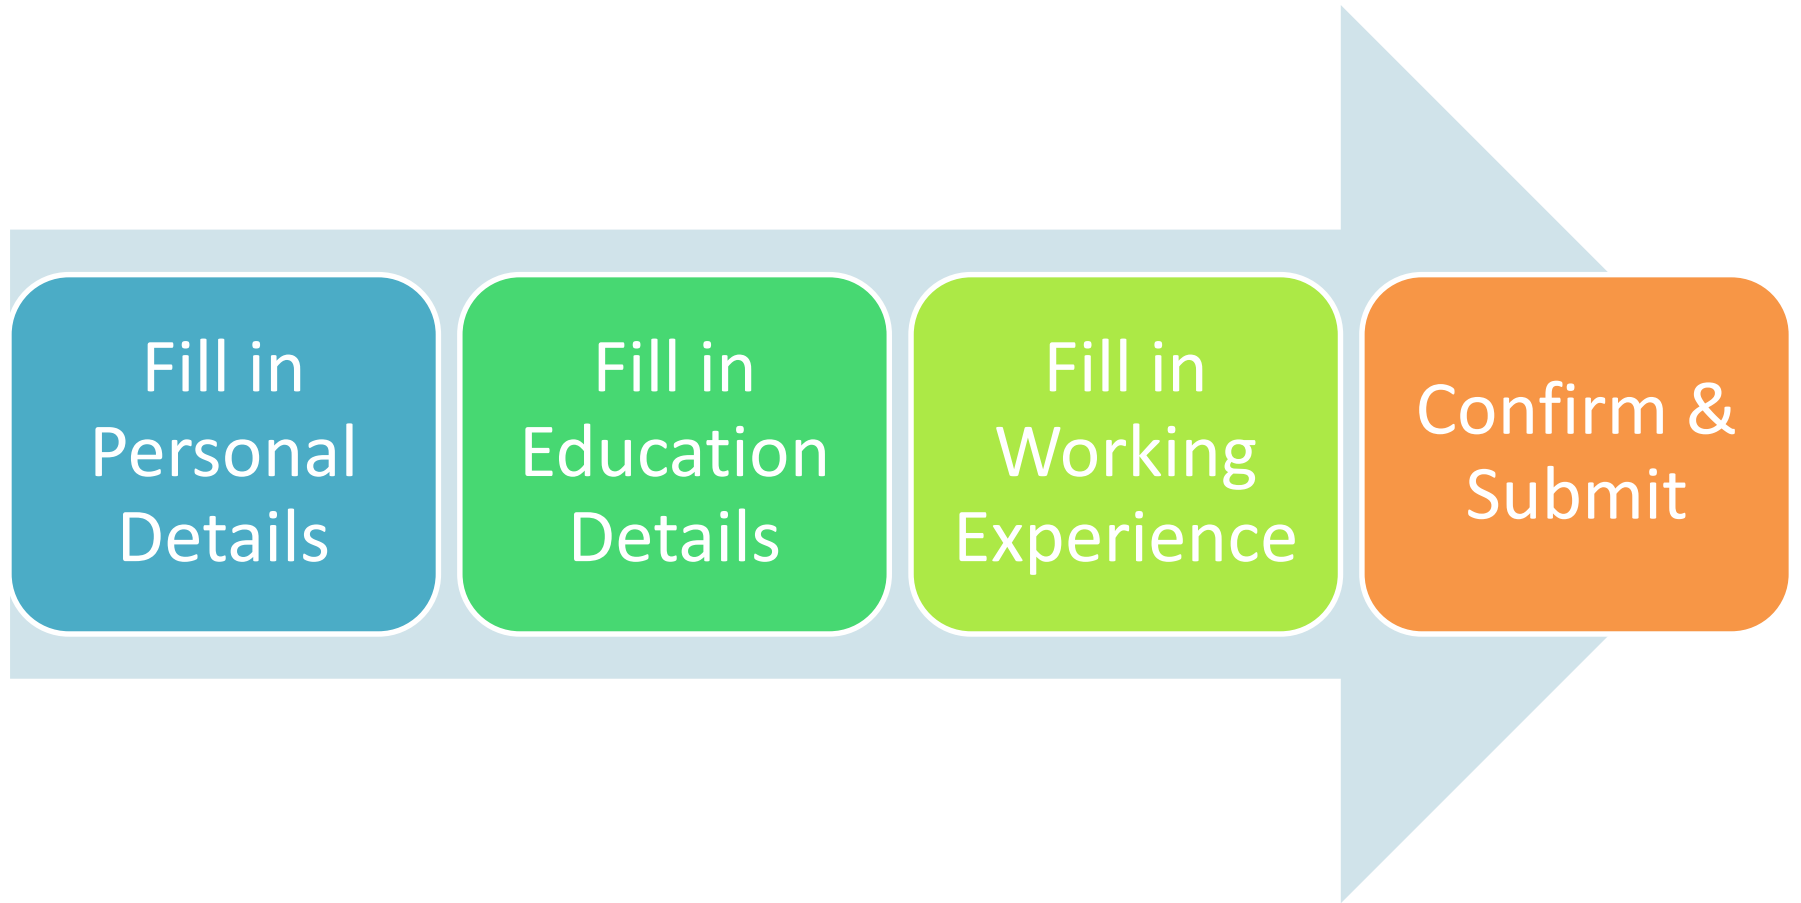 Fill in
Personal
Details
Fill in
Education
Details
Fill in
Working
Experience
Confirm &
Submit